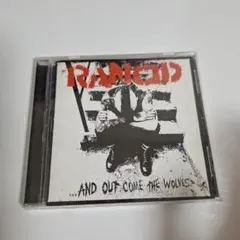 RANCID
...AND OUT COME THE WOLVES